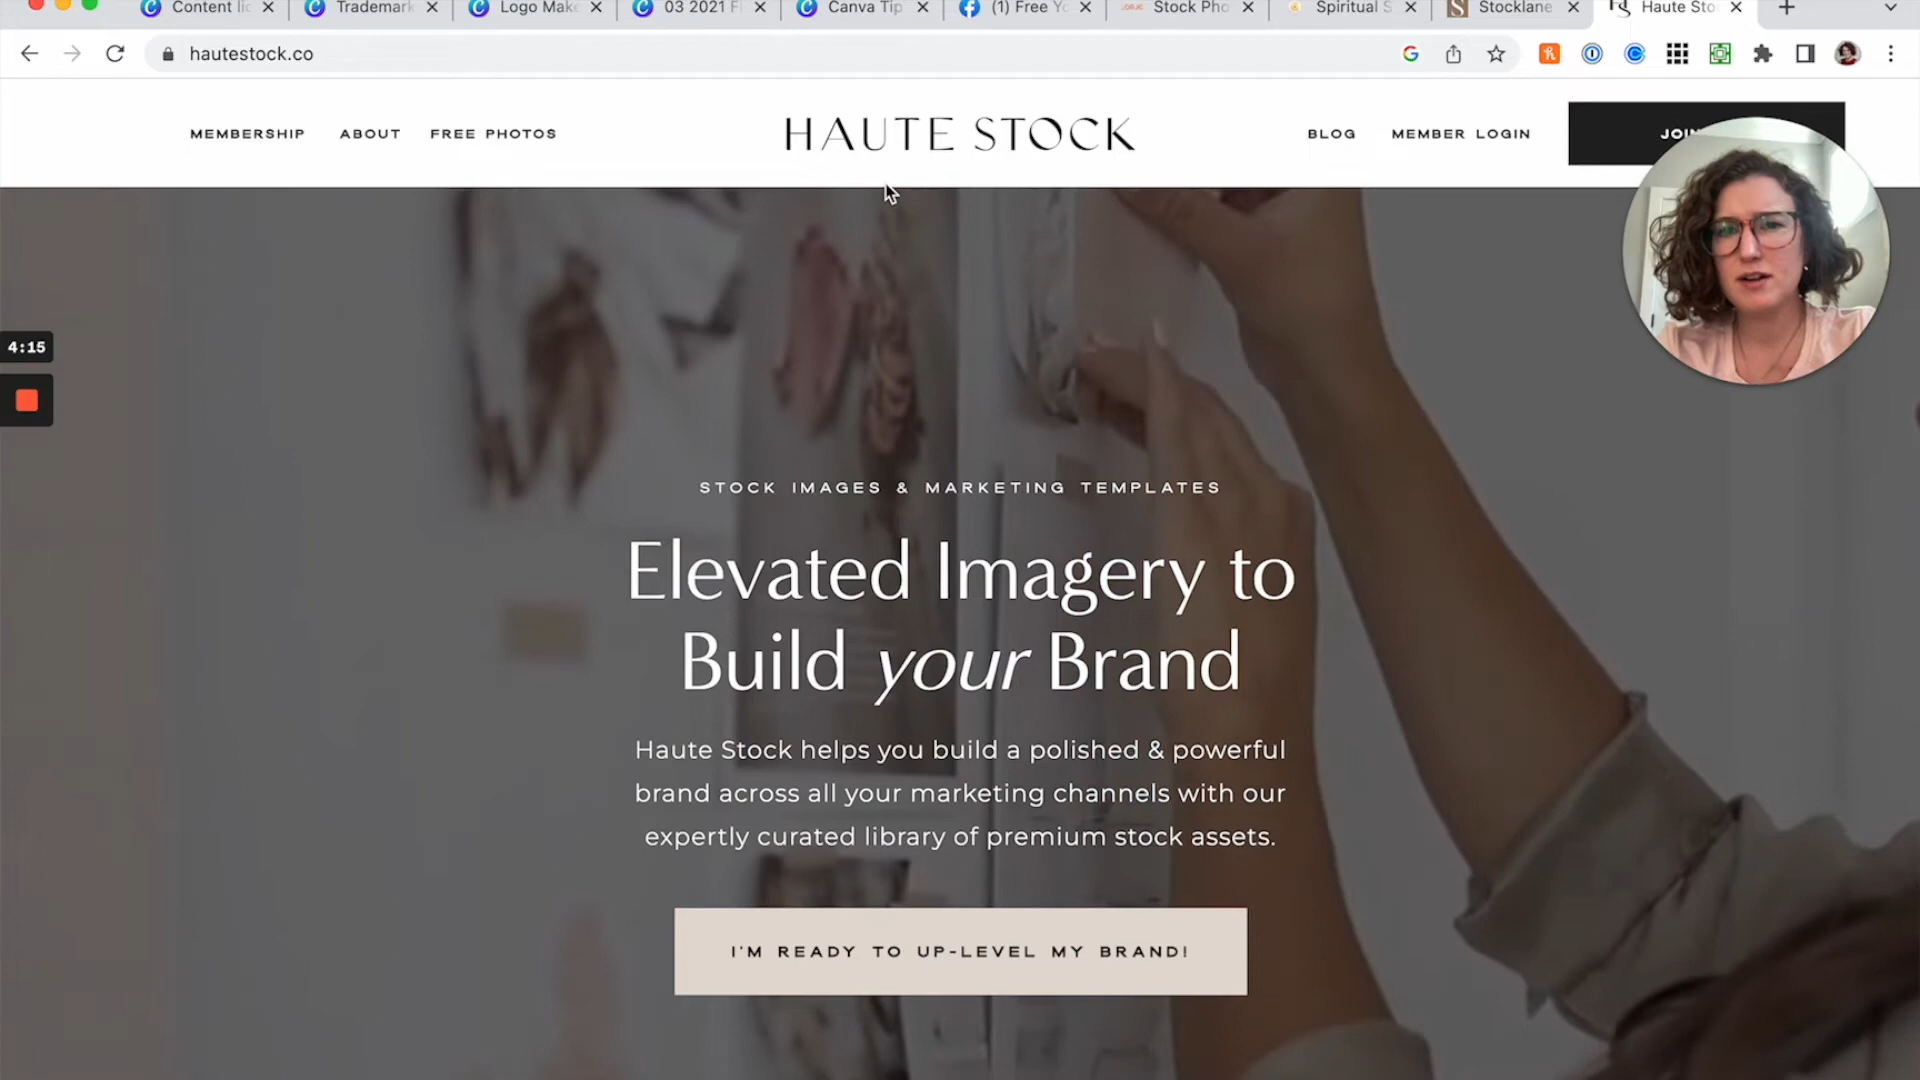 Content lic
Trademark
Logo Make
03 2021 F
Canva Tip
(1) Free Yo
Stock Pho
Spiritual S
Stocklane
Haute Sto
hautestock.co
MEMBERSHIP
ABOUT
FREE PHOTOS
HAUTE STOCK
BLOG
MEMBER LOGIN
JOIN
4:15
STOCK IMAGES & MARKETING TEMPLATES
Elevated Imagery to
Build your Brand
Haute Stock helps you build a polished & powerful
brand across all your marketing channels with our
expertly curated library of premium stock assets.
I'M READY TO UP-LEVEL MY BRAND!